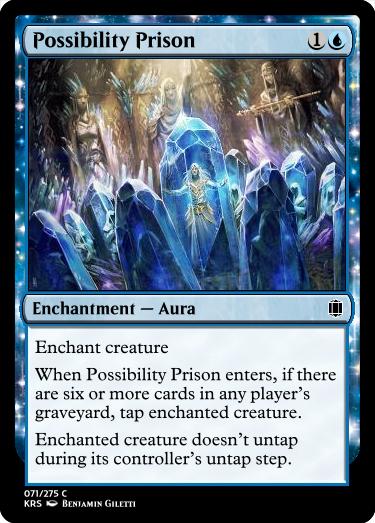 Possibility Prison 1
Enchantment — Aura
Enchant creature
When Possibility Prison enters, if there
are six or more cards in any player's
graveyard, tap enchanted creature.
Enchanted creature doesn't untap
during its controller's untap step.
071/275 C
KRS Benjamin Giletti